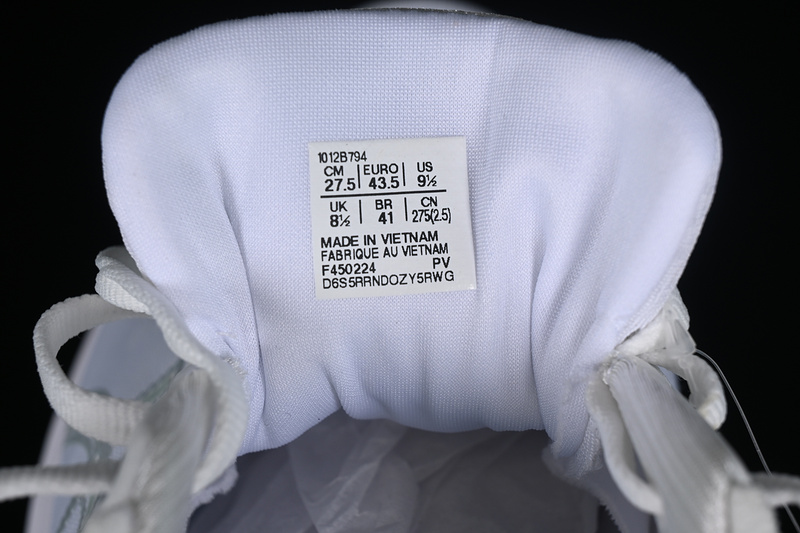 1012B794
CM EURO US
27.5 43.5 9½
UK BR CN
8½ 41 275(2.5)
MADE IN VIETNAM
FABRIQUE AU VIETNAM
F450224 PV
D6S5RRNDOZY5RWG